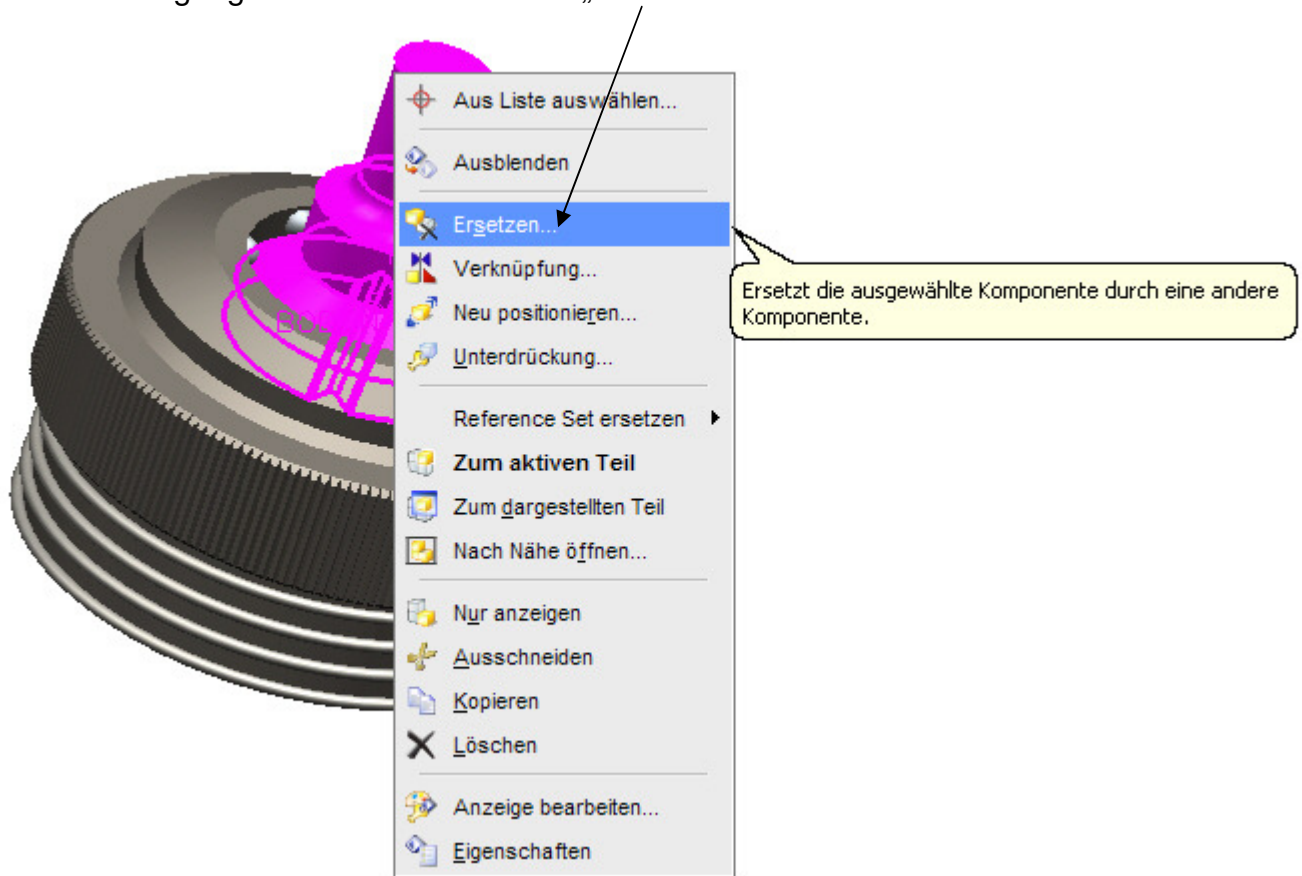 Aus Liste auswählen...
Ausblenden
Ersetzen...
Verknüpfung...
Neu positionieren...
Unterdrückung...
Reference Set ersetzen
Zum aktiven Teil
Zum dargestellten Teil
Nach Nähe öffnen...
Nur anzeigen
Ausschneiden
Kopieren
Löschen
Anzeige bearbeiten...
Eigenschaften
Ersetzt die ausgewählte Komponente durch eine andere
Komponente.